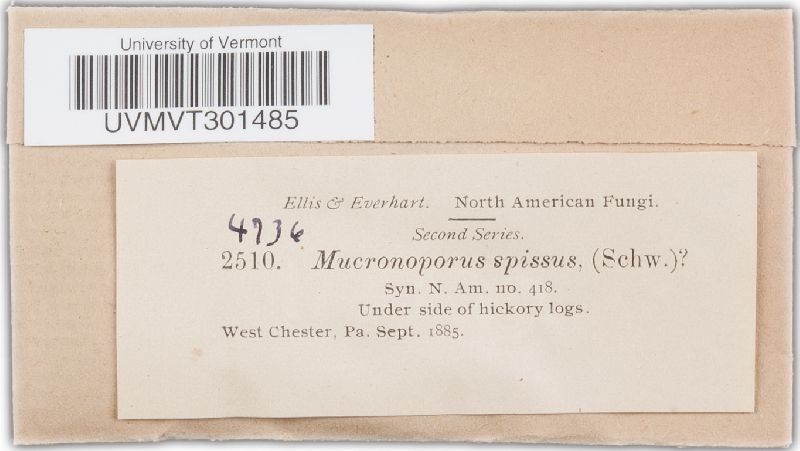 University of Vermont
UVMVT301485
Ellis & Everhart. North American Fungi.
4736
Second Series.
2510. Mucronoporus spissus, (Schw.)?
Syn. N. Am. no. 418.
Under side of hickory logs.
West Chester, Pa. Sept. 1885.